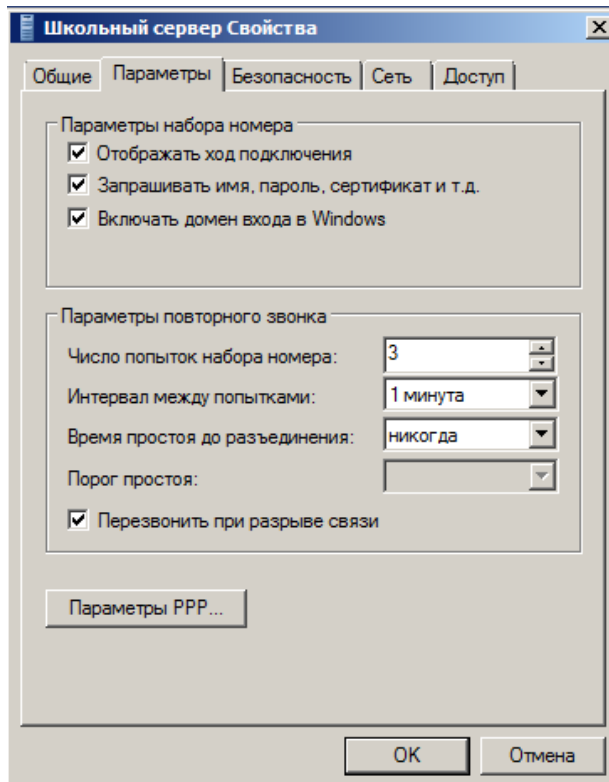 Школьный сервер Свойства
Общие Параметры Безопасность Сеть Доступ
Параметры набора номера
Отображать ход подключения
Запрашивать имя, пароль, сертификат и т.д.
Включать домен входа в Windows
Параметры повторного звонка
Число попыток набора номера: 3
Интервал между попытками: 1 минута
Время простоя до разъединения: никогда
Порог простоя:
Перезвонить при разрыве связи
Параметры PPP...
OK Отмена